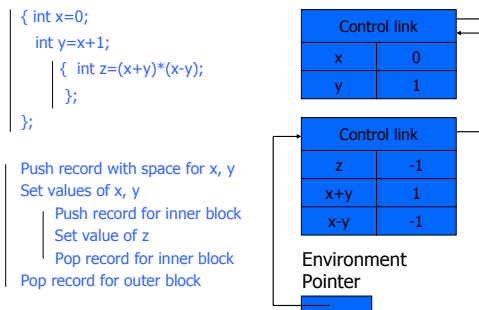 { int x=0;
int y=x+1;
{ int z=(x+y)*(x-y);
};
};
Push record with space for x, y
Set values of x, y
Push record for inner block
Set value of z
Pop record for inner block
Pop record for outer block
Control link
x 0
y 1
Control link
z -1
x+y 1
x-y -1
Environment
Pointer